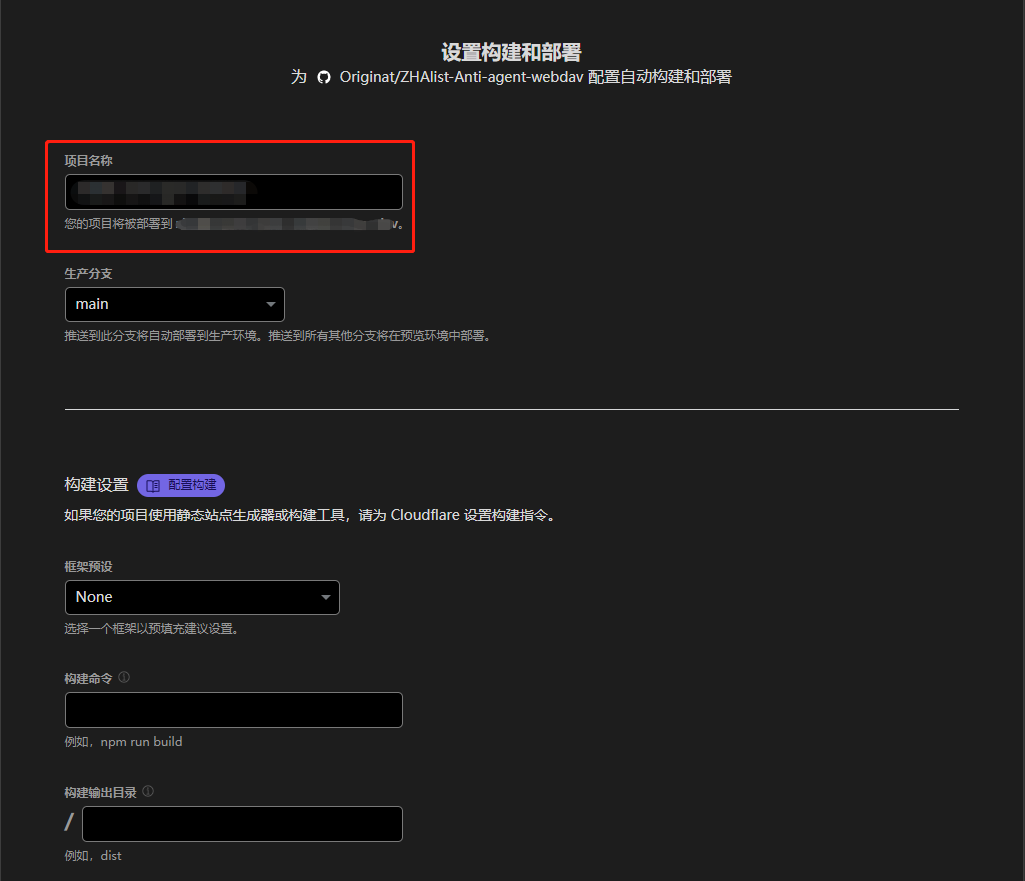 设置构建和部署
为 Originat/ZHAlist-Anti-agent-webdav 配置自动构建和部署
项目名称
您的项目将被部署到
生产分支
main
推送到此分支将自动部署到生产环境。推送到所有其他分支将在预览环境中部署。
构建设置 配置构建
如果您的项目使用静态站点生成器或构建工具，请为 Cloudflare 设置构建指令。
框架预设
None
选择一个框架以预填充建议设置。
构建命令
例如，npm run build
构建输出目录
/
例如，dist